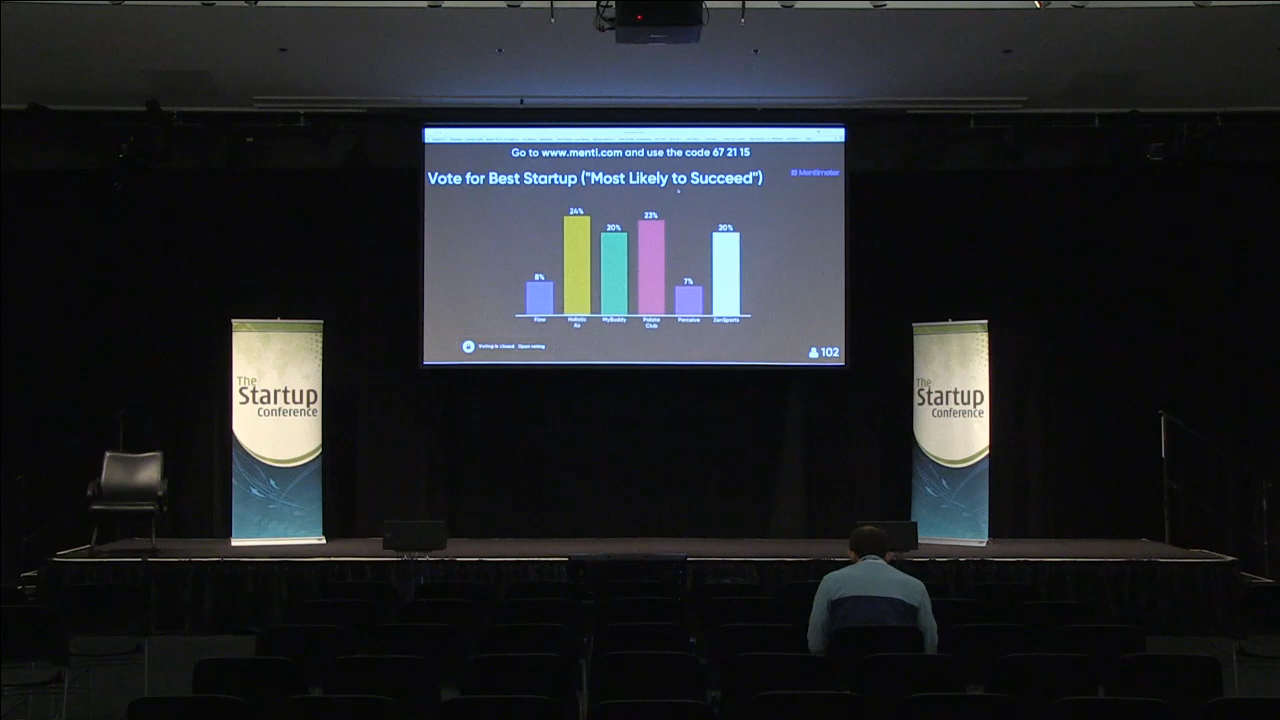 Go to www.menti.com and use the code 67 21 15
Vote for Best Startup ("Most Likely to Succeed")
Mentimeter
8%
24%
20%
23%
7%
20%
Flow
Holistic
Air
MyBuddy
Potato
Club
Perceive
ZenSports
Voting is closed Open voting
102
The
Startup
Conference
The
Startup
Conference